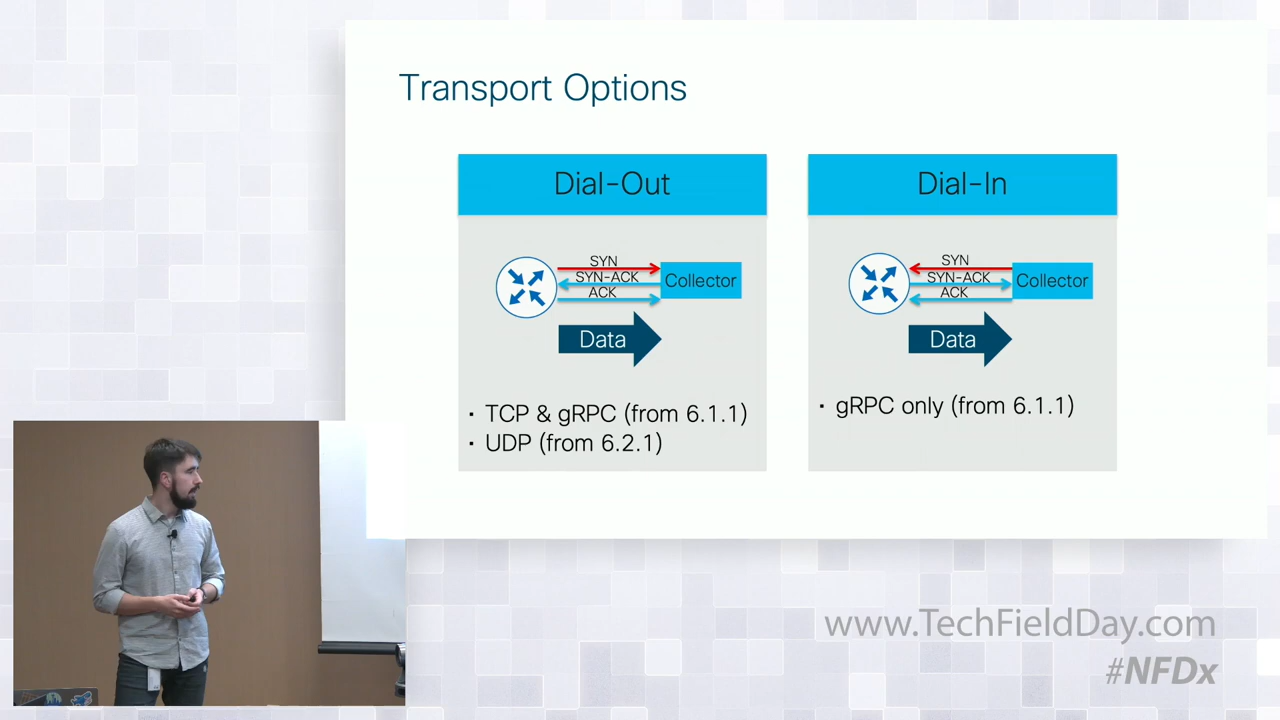 Transport Options
Dial-Out
SYN
SYN-ACK
ACK
Collector
Data
· TCP & gRPC (from 6.1.1)
· UDP (from 6.2.1)
Dial-In
SYN
SYN-ACK
ACK
Collector
Data
· gRPC only (from 6.1.1)
www.TechFieldDay.com
#NFDx